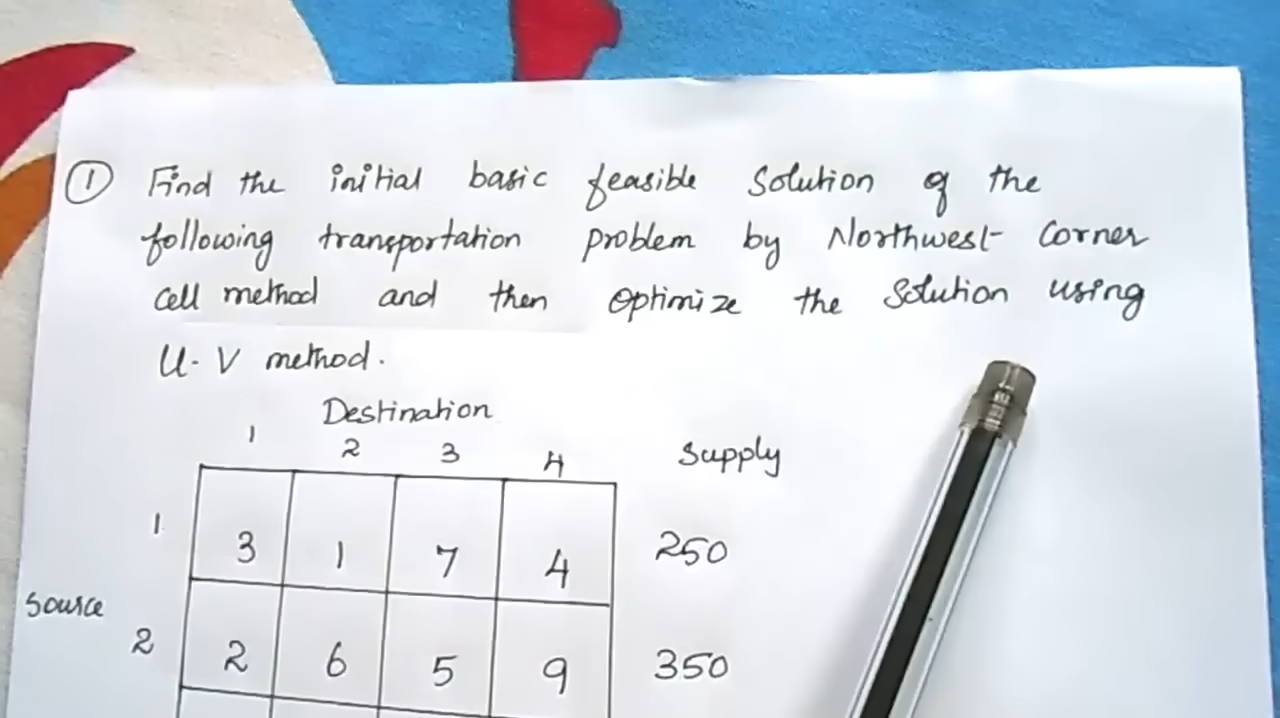 ① Find the initial basic feasible solution of the
following transportation problem by Northwest Corner
cell method and then optimize the solution using
U-V method.
Destination
1 2 3 4 Supply
1 3 1 7 4 250
Source
2 2 6 5 9 350